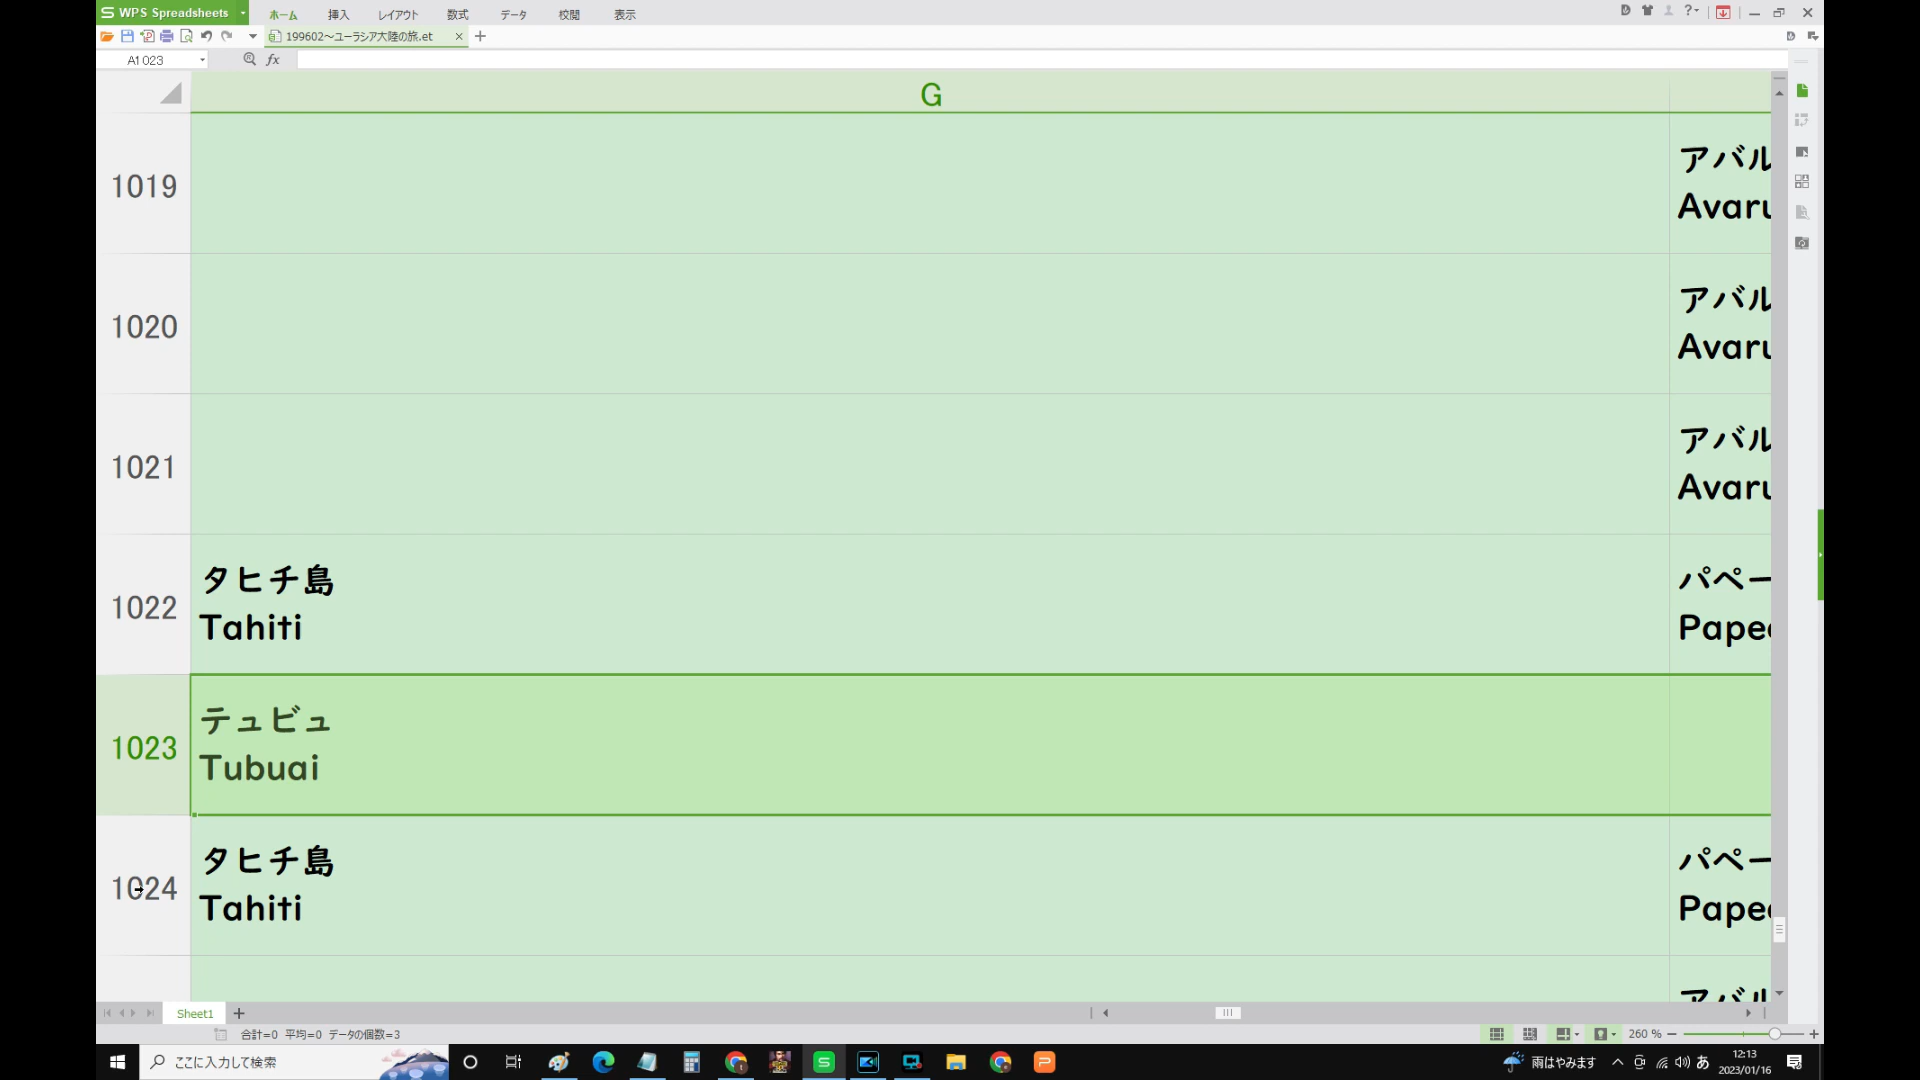 WPS Spreadsheets
ホーム 挿入 レイアウト 数式 データ 校閲 表示
199602～ユーラシア大陸の旅.et
A1023
fx
G
1019
アバル
Avaru
1020
アバル
Avaru
1021
アバル
Avaru
1022
タヒチ島
Tahiti
パペー
Papee
1023
テュビュ
Tubuai
1024
タヒチ島
Tahiti
パペー
Papee
アバル
Sheet1
合計=0 平均=0 データの個数=3
260 %
ここに入力して検索
雨はやみます
あ
12:13
2023/01/16